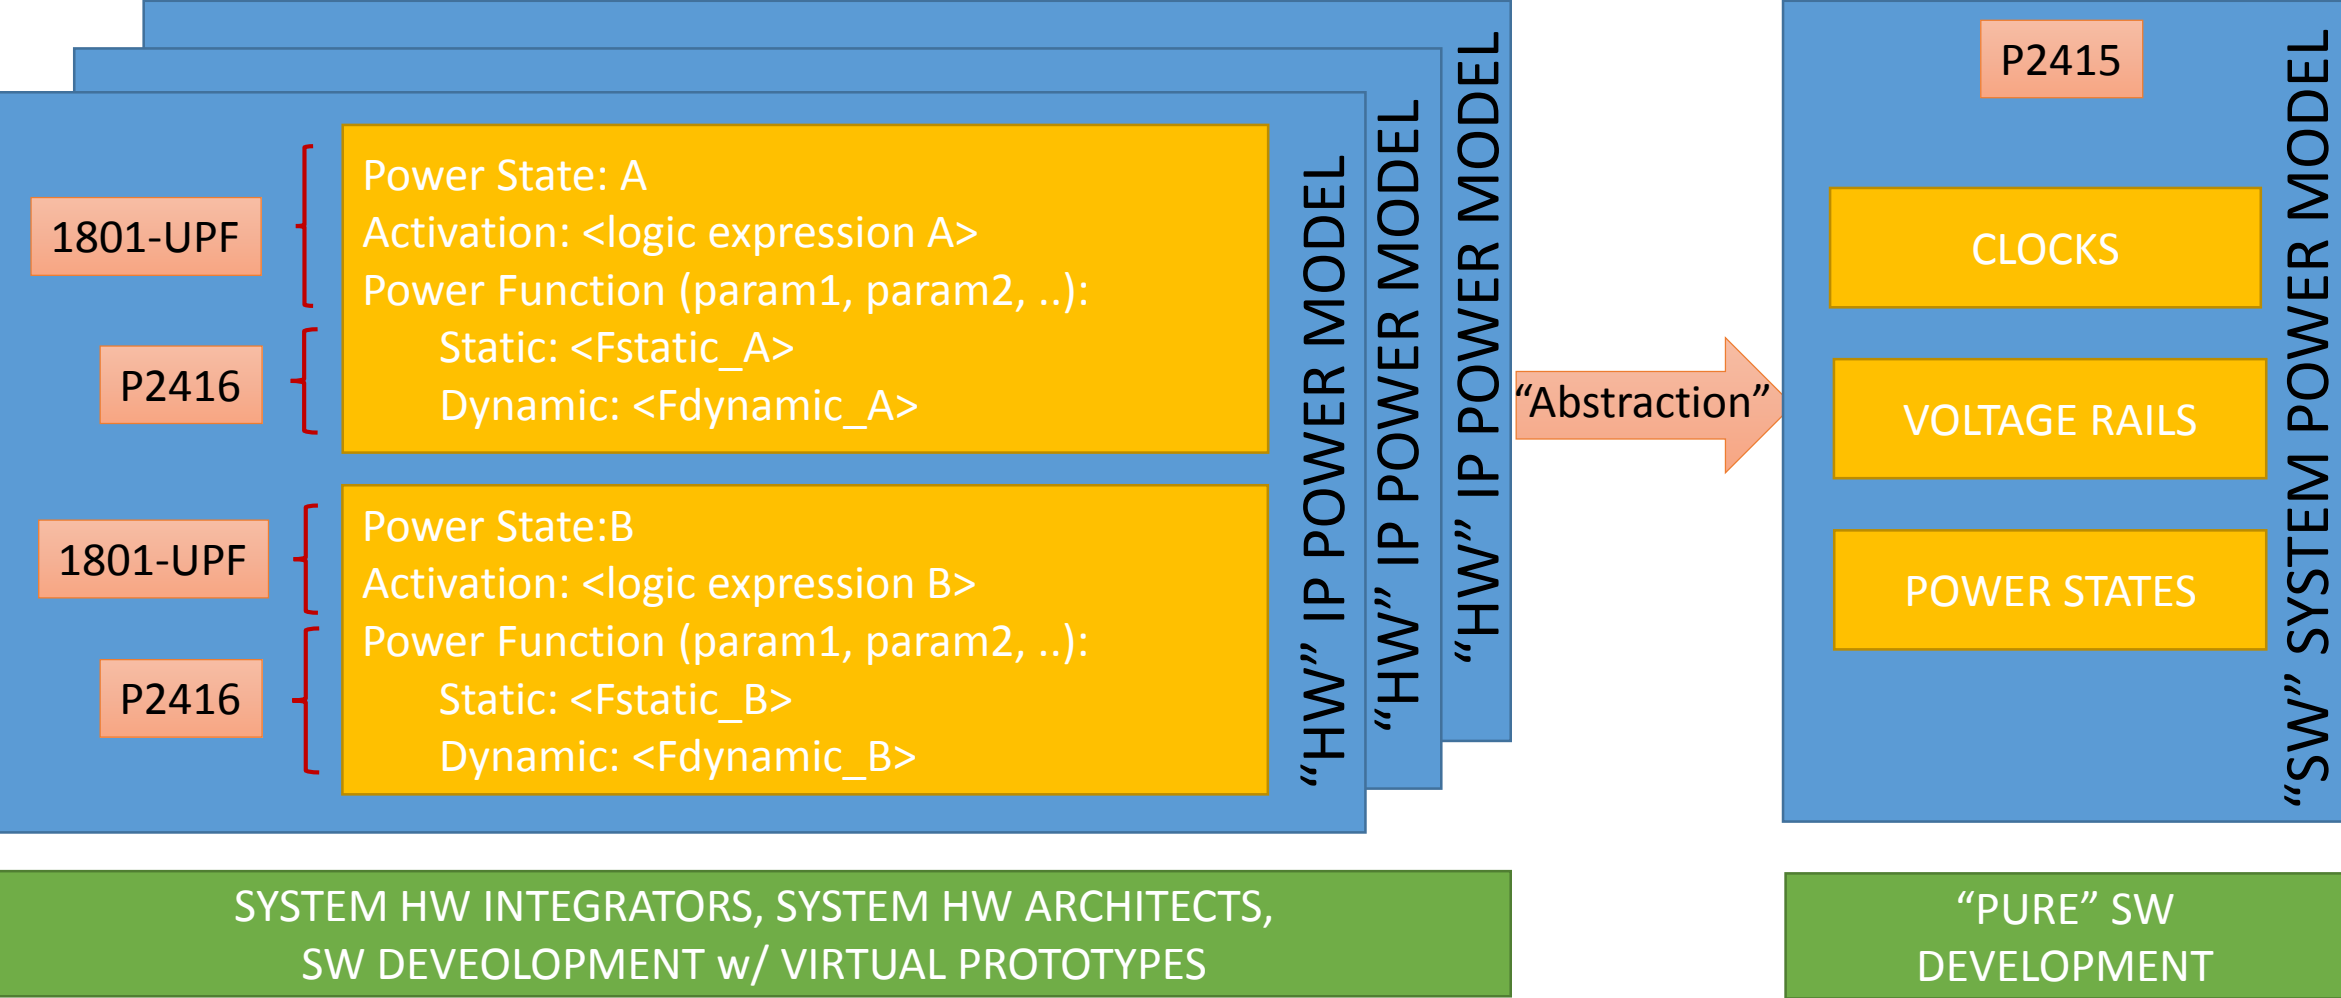 1801-UPF
Power State: A
Activation: <logic expression A>
Power Function (param1, param2, ..):
P2416
Static: <Fstatic_A>
Dynamic: <Fdynamic_A>
1801-UPF
Power State:B
Activation: <logic expression B>
Power Function (param1, param2, ..):
P2416
Static: <Fstatic_B>
Dynamic: <Fdynamic_B>
“HW” IP POWER MODEL
“HW” IP POWER MODEL
“HW” IP POWER MODEL
“Abstraction”
P2415
CLOCKS
VOLTAGE RAILS
POWER STATES
“SW” SYSTEM POWER MODEL
SYSTEM HW INTEGRATORS, SYSTEM HW ARCHITECTS,
SW DEVEOLOPMENT w/ VIRTUAL PROTOTYPES
“PURE” SW
DEVELOPMENT